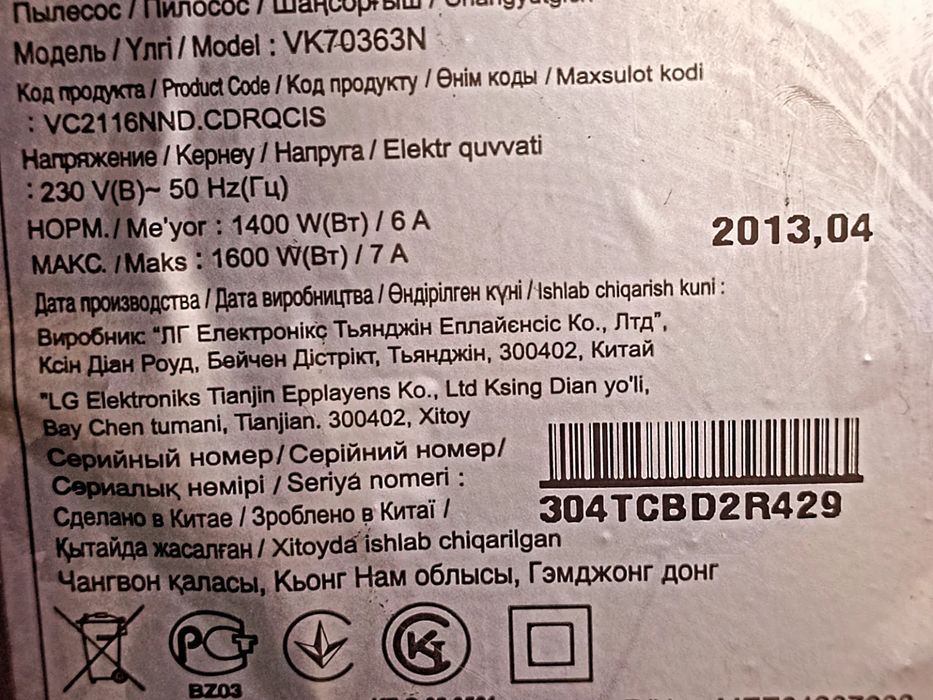 Пылесос / Пилосос / Шаңсорғыш / Changyutgich
Модель / Үлгі / Model : VK70363N
Код продукта / Product Code / Код продукту / Өнім коды / Maxsulot kodi
: VC2116NND.CDRQCIS
Напряжение / Кернеу / Напруга / Elektr quvvati
: 230 V(В)~ 50 Hz(Гц)
НОРМ. / Me'yor : 1400 W(Вт) / 6 A
2013,04
МАКС. / Maks : 1600 W(Вт) / 7 A
Дата производства / Дата виробництва / Өндірілген күні / Ishlab chiqarish kuni :
Виробник: "ЛГ Електронікс Тьянджін Еплайєнсіс Ко., Лтд",
Ксін Діан Роуд, Бейчен Дістрікт, Тьянджін, 300402, Китай
"LG Elektroniks Tianjin Epplayens Ko., Ltd Ksing Dian yo'li,
Bay Chen tumani, Tianjian. 300402, Xitoy
Серийный номер / Серійний номер /
Сериалық нөмірі / Seriya nomeri :
304TCBD2R429
Сделано в Китае / Зроблено в Китаї /
Қытайда жасалған / Xitoyda ishlab chiqarilgan
Чангвон қаласы, Кьонг Нам облысы, Гэмджонг донг
РСТ
BZ03